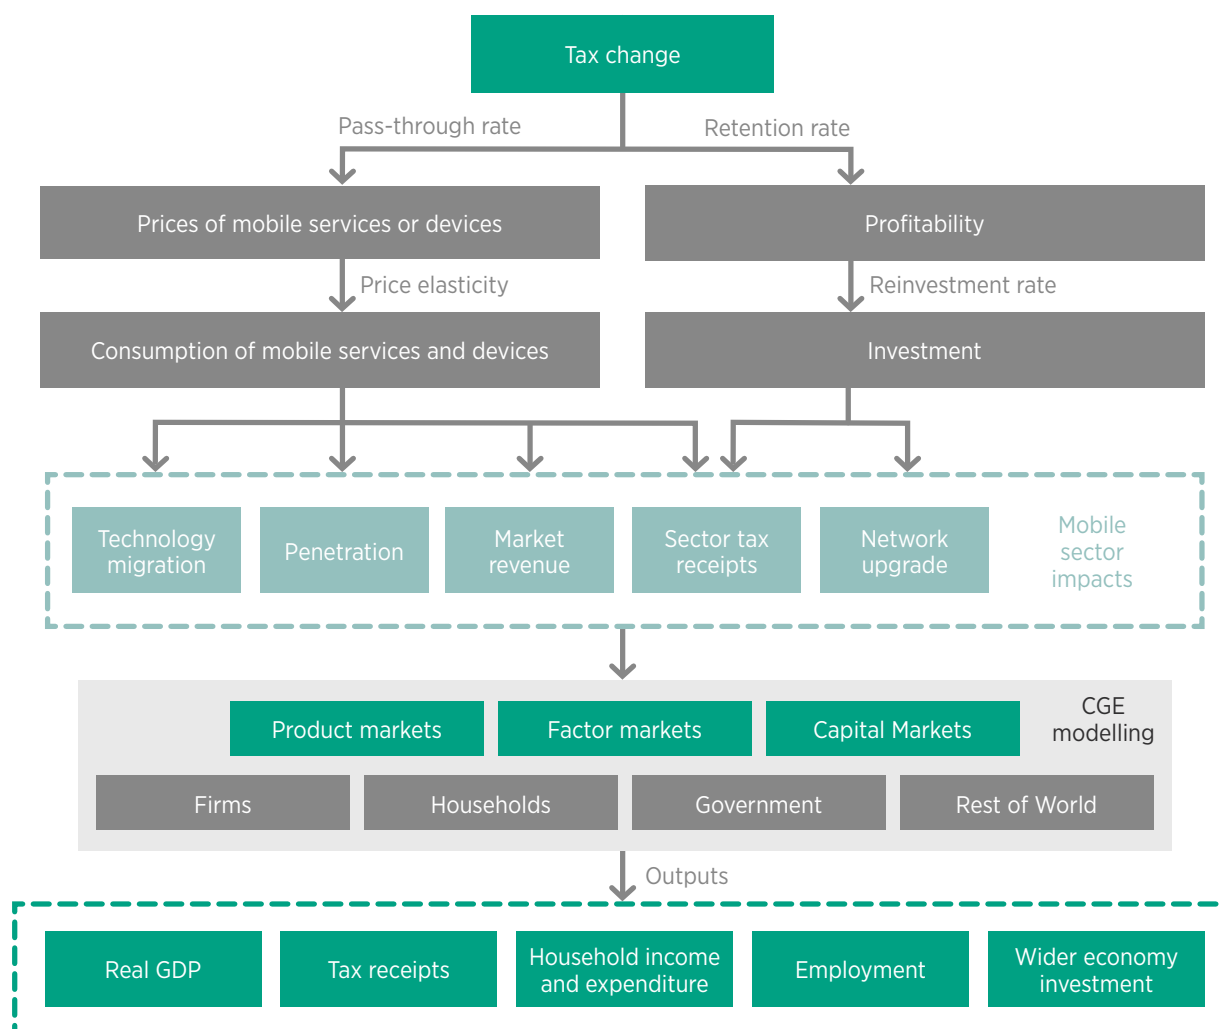 Tax change
Pass-through rate
Retention rate
Prices of mobile services or devices
Profitability
Price elasticity
Reinvestment rate
Consumption of mobile services and devices
Investment
Technology
migration
Penetration
Market
revenue
Sector tax
receipts
Network
upgrade
Mobile
sector
impacts
Product markets
Factor markets
Capital Markets
CGE
modelling
Firms
Households
Government
Rest of World
Outputs
Real GDP
Tax receipts
Household income
and expenditure
Employment
Wider economy
investment